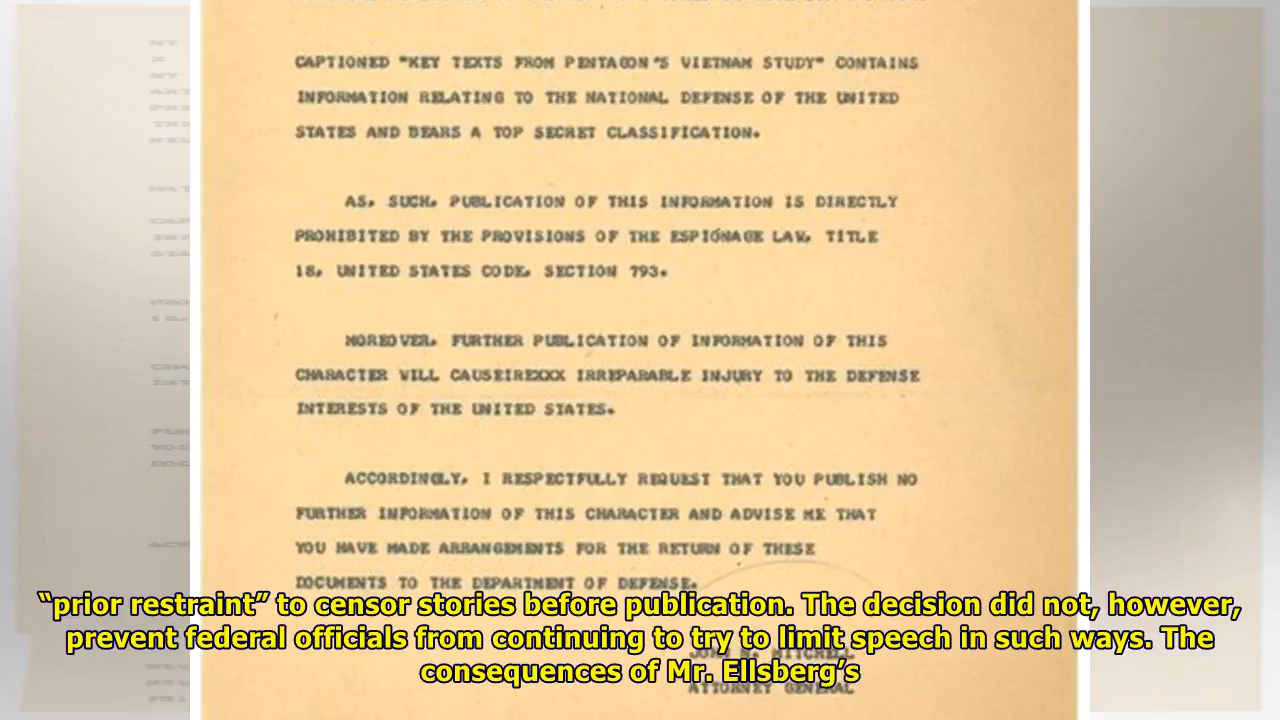 CAPTIONED "KEY TEXTS FROM PENTAGON'S VIETNAM STUDY" CONTAINS
INFORMATION RELATING TO THE NATIONAL DEFENSE OF THE UNITED
STATES AND BEARS A TOP SECRET CLASSIFICATION.
AS, SUCH, PUBLICATION OF THIS INFORMATION IS DIRECTLY
PROHIBITED BY THE PROVISIONS OF THE ESPIONAGE LAW, TITLE
18, UNITED STATES CODE, SECTION 793.
MOREOVER, FURTHER PUBLICATION OF INFORMATION OF THIS
CHARACTER WILL CAUSEIREXXX IRREPARABLE INJURY TO THE DEFENSE
INTERESTS OF THE UNITED STATES.
ACCORDINGLY, I RESPECTFULLY REQUEST THAT YOU PUBLISH NO
FURTHER INFORMATION OF THIS CHARACTER AND ADVISE ME THAT
YOU HAVE MADE ARRANGEMENTS FOR THE RETURN OF THESE
DOCUMENTS TO THE DEPARTMENT OF DEFENSE.
“prior restraint” to censor stories before publication. The decision did not, however,
prevent federal officials from continuing to try to limit speech in such ways. The
JOHN N. MITCHELL
consequences of Mr. Ellsberg’s
ATTORNEY GENERAL